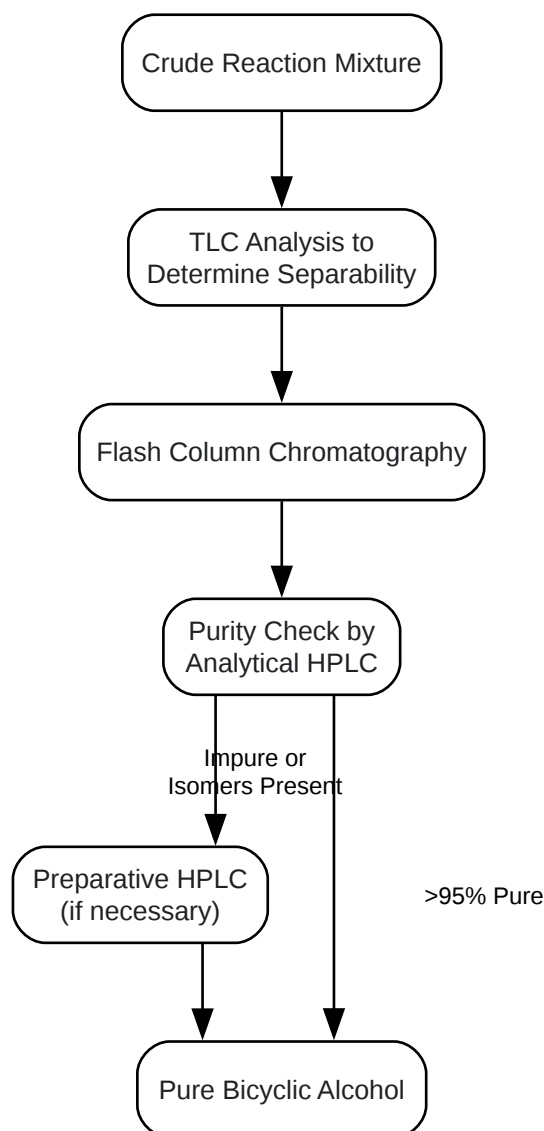 Crude Reaction Mixture
TLC Analysis to
Determine Separability
Flash Column Chromatography
Purity Check by
Analytical HPLC
Impure or
Isomers Present
Preparative HPLC
(if necessary)
>95% Pure
Pure Bicyclic Alcohol